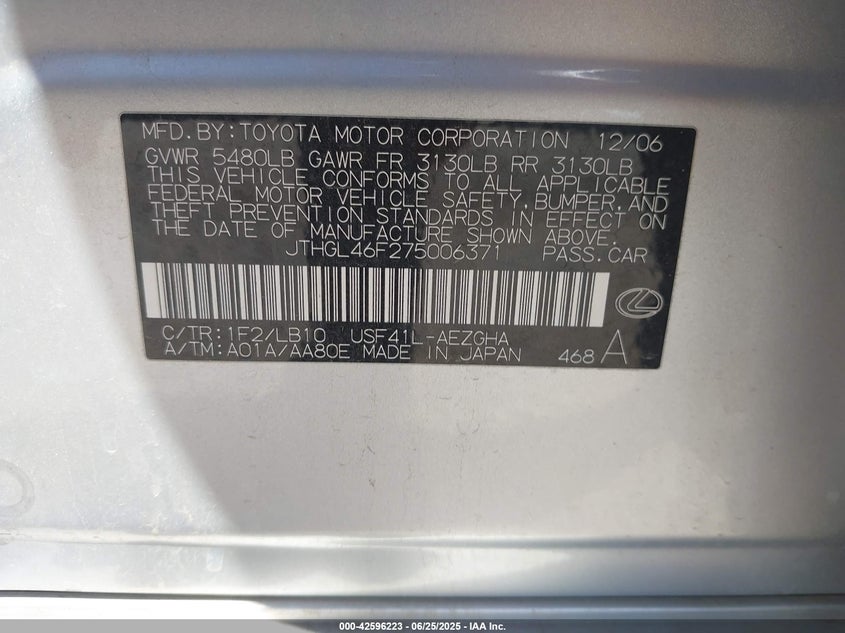 MFD. BY: TOYOTA MOTOR CORPORATION 12/06
GVWR 5480LB GAWR FR 3130LB RR 3130LB
THIS VEHICLE CONFORMS TO ALL APPLICABLE
FEDERAL MOTOR VEHICLE SAFETY, BUMPER, AND
THEFT PREVENTION STANDARDS IN EFFECT ON
THE DATE OF MANUFACTURE SHOWN ABOVE.
JTHGL46F275006371 PASS. CAR
C/TR: 1F2/LB10 USF41L-AEZGHA
A/TM: A01A/AA80E MADE IN JAPAN 468 A
000-42596223 - 06/25/2025 - IAA Inc.